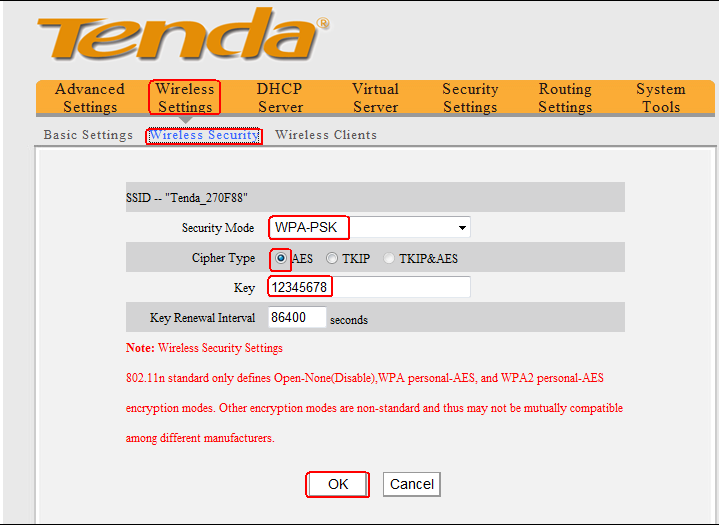 Tenda®
Advanced Settings
Wireless Settings
DHCP Server
Virtual Server
Security Settings
Routing Settings
System Tools
Basic Settings
Wireless Security
Wireless Clients
SSID -- "Tenda_270F88"
Security Mode WPA-PSK
Cipher Type AES TKIP TKIP&AES
Key 12345678
Key Renewal Interval 86400 seconds
Note: Wireless Security Settings
802.11n standard only defines Open-None(Disable),WPA personal-AES, and WPA2 personal-AES
encryption modes. Other encryption modes are non-standard and thus may not be mutually compatible
among different manufacturers.
OK Cancel